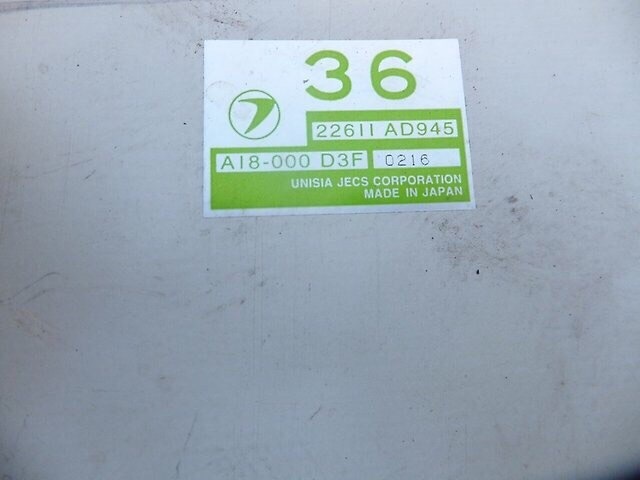 36
22611 AD945
A18-000 D3F 0216
UNISIA JECS CORPORATION
MADE IN JAPAN